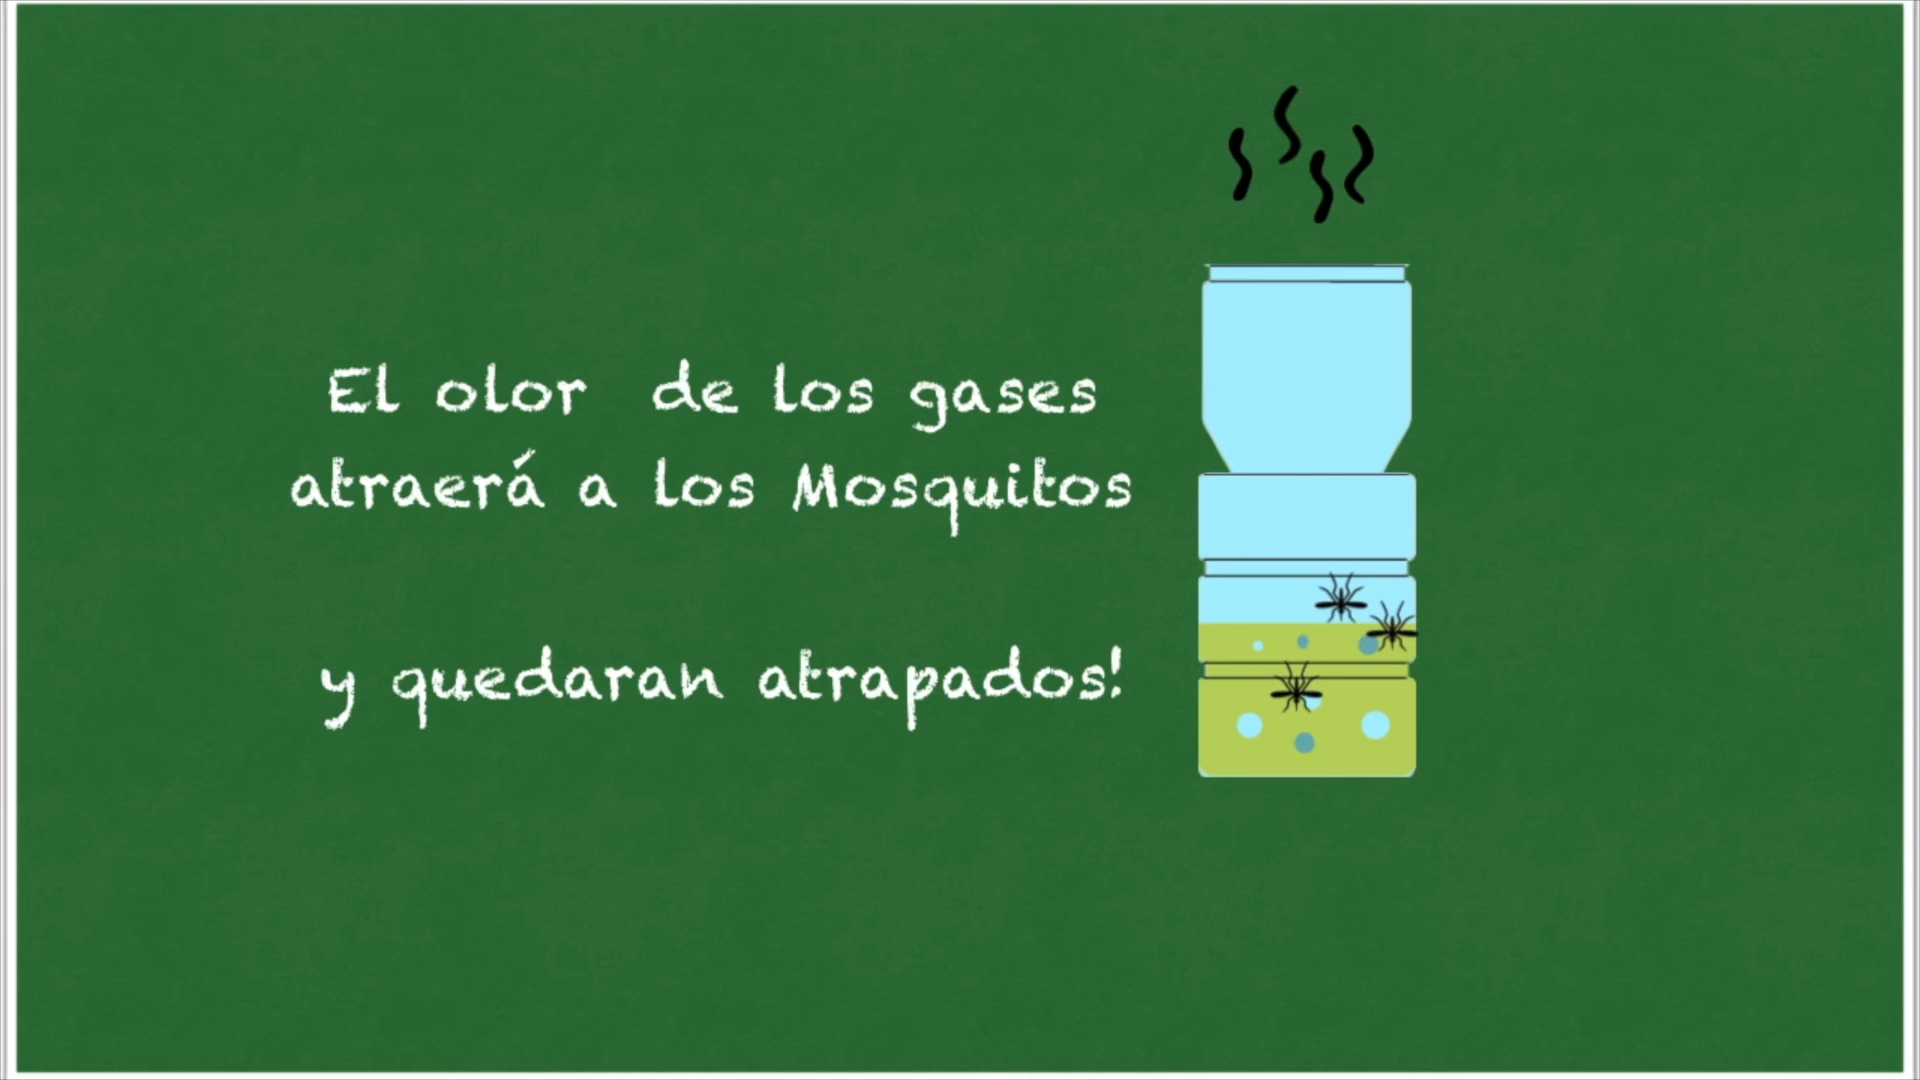 El olor de los gases
atraerá a los Mosquitos
y quedaran atrapados!